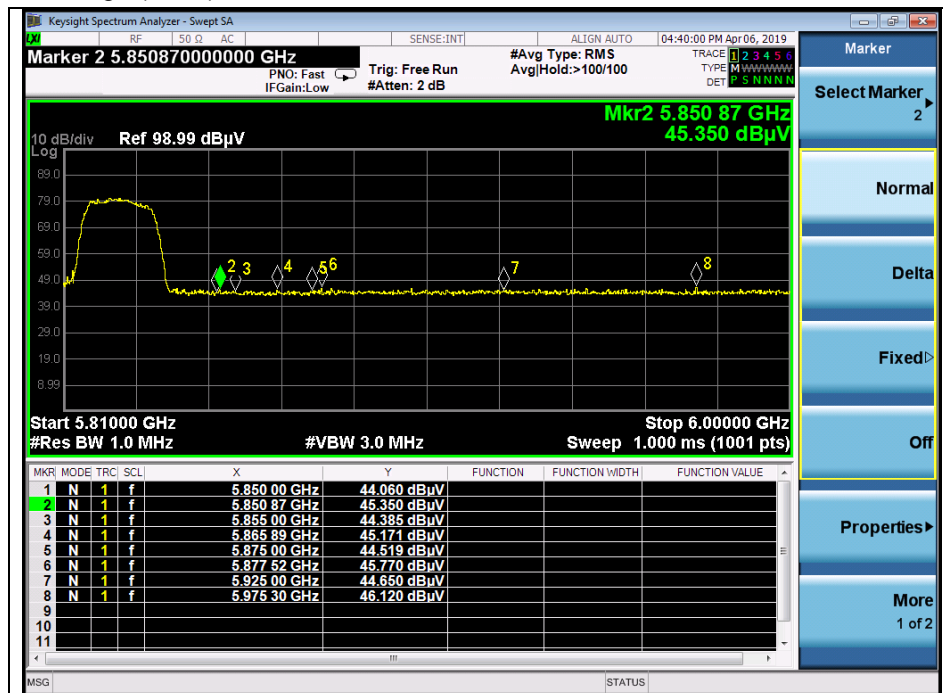 Keysight Spectrum Analyzer - Swept SA
LXI RF 50 Ω AC SENSE:INT ALIGN AUTO 04:40:00 PM Apr 06, 2019
Marker 2 5.850870000000 GHz
PNO: Fast
IFGain:Low
Trig: Free Run
#Atten: 2 dB
#Avg Type: RMS
Avg|Hold:>100/100
TRACE 1 2 3 4 5 6
TYPE M WWWWW
DET P S N N N N
Mkr2 5.850 87 GHz
45.350 dBµV
10 dB/div Ref 98.99 dBµV
Log
89.0
79.0
69.0
59.0
49.0
39.0
29.0
19.0
8.99
2 3 4 5 6 7 8
Start 5.81000 GHz Stop 6.00000 GHz
#Res BW 1.0 MHz #VBW 3.0 MHz Sweep 1.000 ms (1001 pts)
MKR MODE TRC SCL X Y FUNCTION FUNCTION WIDTH FUNCTION VALUE
1 N 1 f 5.850 00 GHz 44.060 dBµV
2 N 1 f 5.850 87 GHz 45.350 dBµV
3 N 1 f 5.855 00 GHz 44.385 dBµV
4 N 1 f 5.865 89 GHz 45.171 dBµV
5 N 1 f 5.875 00 GHz 44.519 dBµV
6 N 1 f 5.877 52 GHz 45.770 dBµV
7 N 1 f 5.925 00 GHz 44.650 dBµV
8 N 1 f 5.975 30 GHz 46.120 dBµV
9
10
11
MSG STATUS
Marker
Select Marker
2
Normal
Delta
Fixed
Off
Properties
More
1 of 2